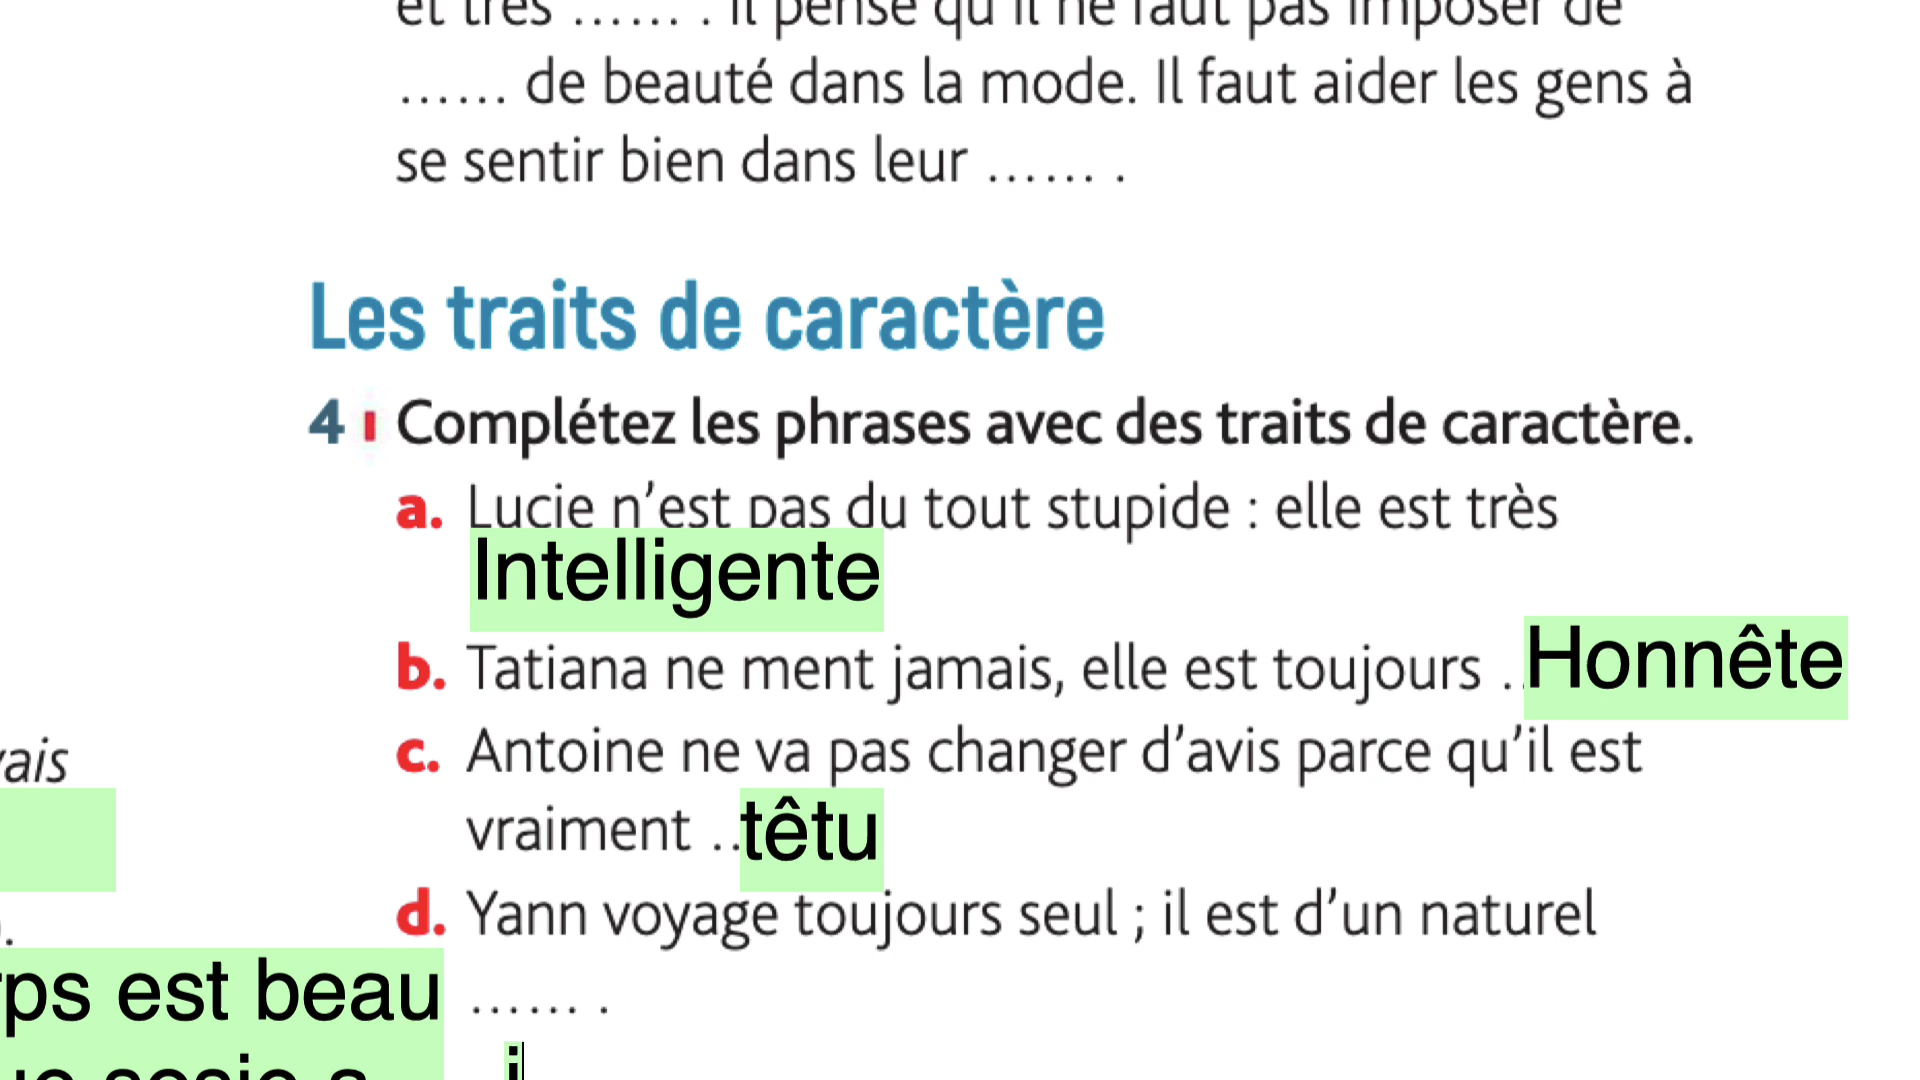 et très ...... . Il pense qu'il ne faut pas imposer de
...... de beauté dans la mode. Il faut aider les gens à
se sentir bien dans leur ...... .
Les traits de caractère
4 I Complétez les phrases avec des traits de caractère.
a. Lucie n'est pas du tout stupide : elle est très
Intelligente
b. Tatiana ne ment jamais, elle est toujours ..Honnête
c. Antoine ne va pas changer d'avis parce qu'il est
vraiment ..têtu
d. Yann voyage toujours seul ; il est d'un naturel
...... .
i
vais
).
rps est beau